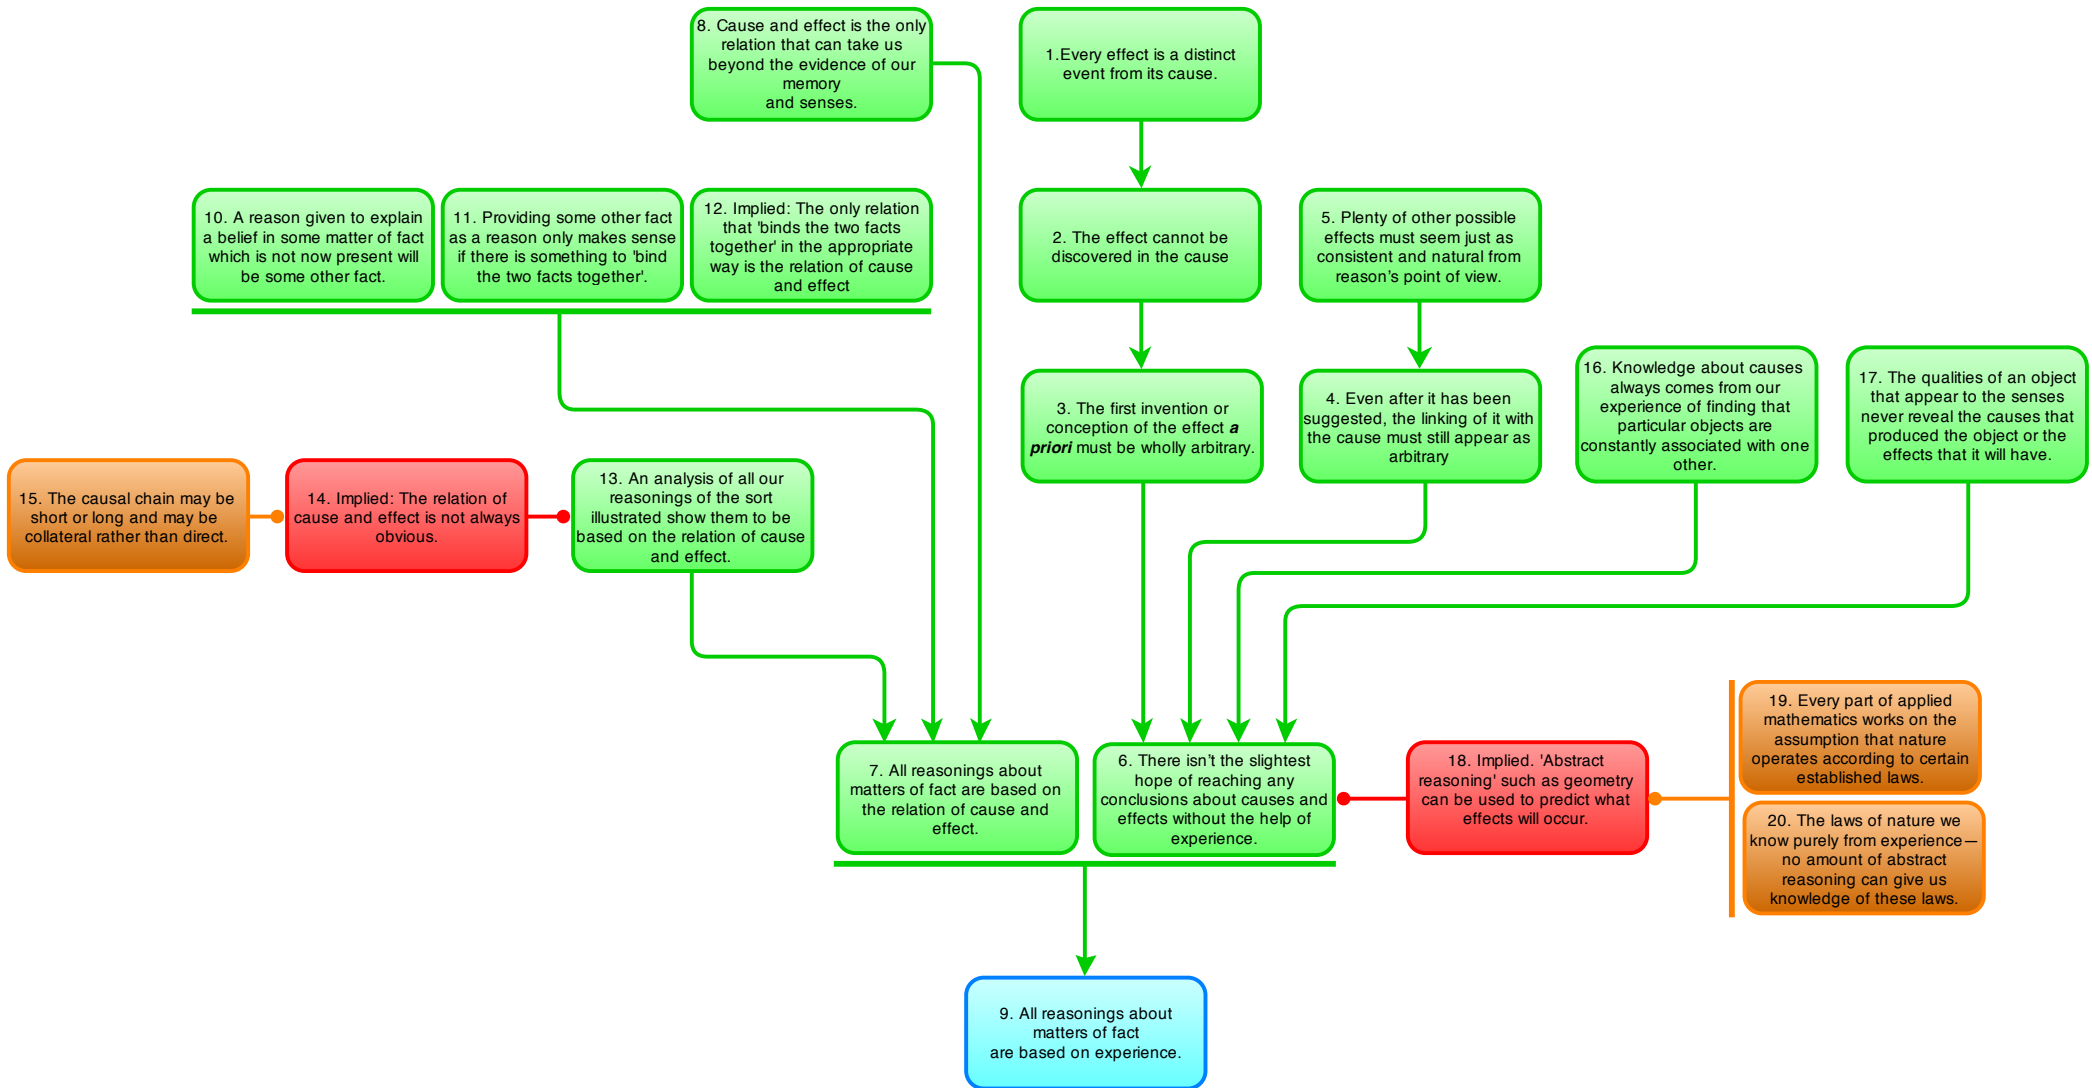 8. Cause and effect is the only
relation that can take us
beyond the evidence of our
memory
and senses.
1.Every effect is a distinct
event from its cause.
10. A reason given to explain
a belief in some matter of fact
which is not now present will
be some other fact.
11. Providing some other fact
as a reason only makes sense
if there is something to 'bind
the two facts together'.
12. Implied: The only relation
that 'binds the two facts
together' in the appropriate
way is the relation of cause
and effect
2. The effect cannot be
discovered in the cause
5. Plenty of other possible
effects must seem just as
consistent and natural from
reason’s point of view.
3. The first invention or
conception of the effect a
priori must be wholly arbitrary.
4. Even after it has been
suggested, the linking of it with
the cause must still appear as
arbitrary
16. Knowledge about causes
always comes from our
experience of finding that
particular objects are
constantly associated with one
other.
17. The qualities of an object
that appear to the senses
never reveal the causes that
produced the object or the
effects that it will have.
15. The causal chain may be
short or long and may be
collateral rather than direct.
14. Implied: The relation of
cause and effect is not always
obvious.
13. An analysis of all our
reasonings of the sort
illustrated show them to be
based on the relation of cause
and effect.
7. All reasonings about
matters of fact are based on
the relation of cause and
effect.
6. There isn’t the slightest
hope of reaching any
conclusions about causes and
effects without the help of
experience.
18. Implied. 'Abstract
reasoning' such as geometry
can be used to predict what
effects will occur.
19. Every part of applied
mathematics works on the
assumption that nature
operates according to certain
established laws.
20. The laws of nature we
know purely from experience—
no amount of abstract
reasoning can give us
knowledge of these laws.
9. All reasonings about
matters of fact
are based on experience.